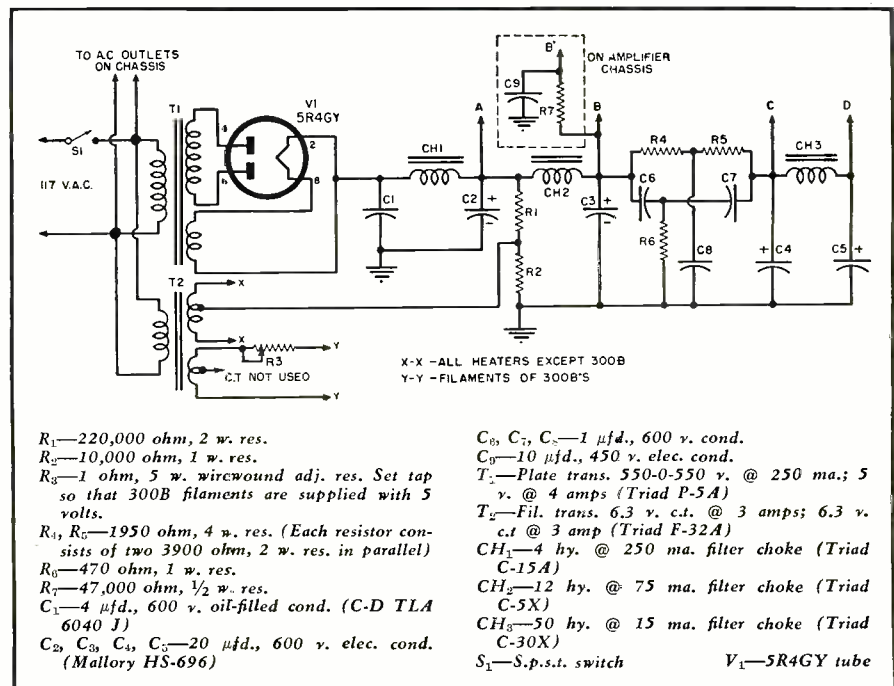 TO A.C OUTLETS
ON CHASSIS
V1
5R4GY
T1
S1
117 V.A.C.
4
6
2
8
A
CH1
C1
C2
R1
R2
CH2
B'
ON AMPLIFIER
CHASSIS
C9
R7
B
C3
R4
R5
C6
C7
R6
C8
C
CH3
D
C4
C5
T2
X
X
R3
C.T NOT USED
Y
Y
X-X -ALL HEATERS EXCEPT 300B
Y-Y -FILAMENTS OF 300B'S
R₁—220,000 ohm, 2 w. res.
R₂—10,000 ohm, 1 w. res.
R₃—1 ohm, 5 w. wirewound adj. res. Set tap
so that 300B filaments are supplied with 5
volts.
R₄, R₅—1950 ohm, 4 w. res. (Each resistor con-
sists of two 3900 ohm, 2 w. res. in parallel)
R₆—470 ohm, 1 w. res.
R₇—47,000 ohm, ½ w. res.
C₁—4 µfd., 600 v. oil-filled cond. (C-D TLA
6040 J)
C₂, C₃, C₄, C₅—20 µfd., 600 v. elec. cond.
(Mallory HS-696)
C₆, C₇, C₈—1 µfd., 600 v. cond.
C₉—10 µfd., 450 v. elec. cond.
T₁—Plate trans. 550-0-550 v. @ 250 ma.; 5
v. @ 4 amps (Triad P-5A)
T₂—Fil. trans. 6.3 v. c.t. @ 3 amps; 6.3 v.
c.t @ 3 amp (Triad F-32A)
CH₁—4 hy. @ 250 ma. filter choke (Triad
C-15A)
CH₂—12 hy. @ 75 ma. filter choke (Triad
C-5X)
CH₃—50 hy. @ 15 ma. filter choke (Triad
C-30X)
S₁—S.p.s.t. switch V₁—5R4GY tube